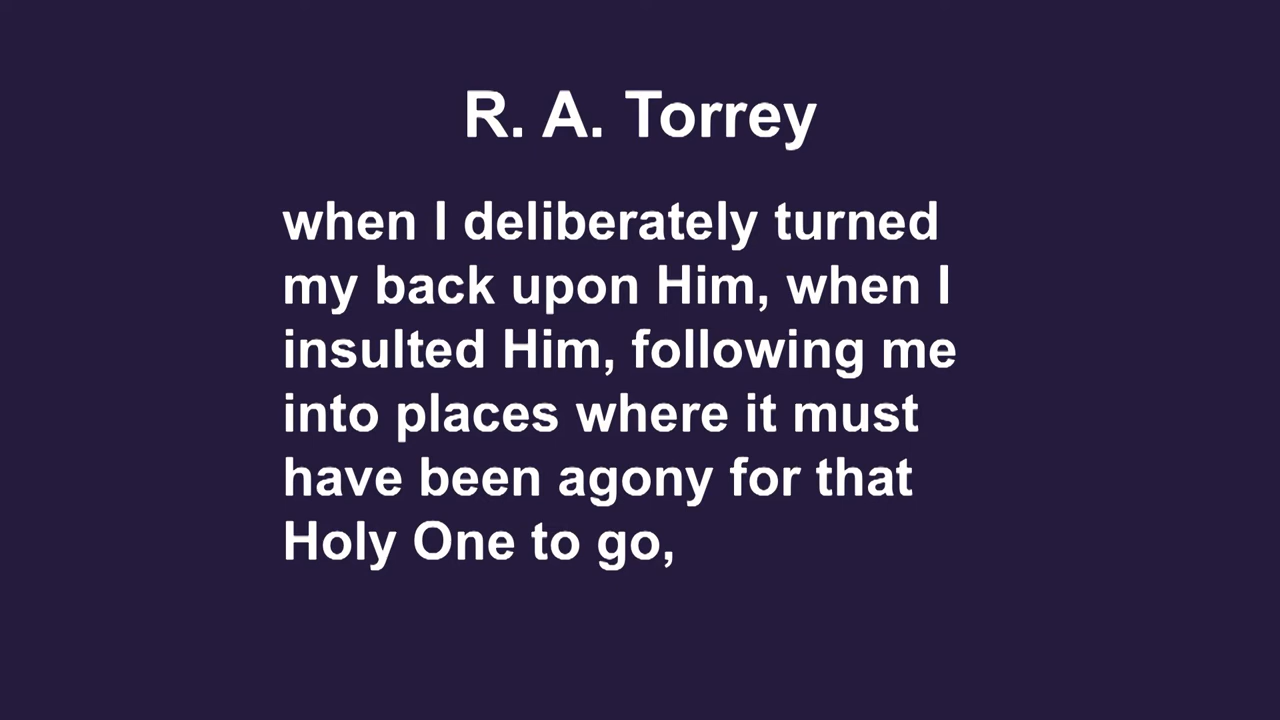 R. A. Torrey
when I deliberately turned
my back upon Him, when I
insulted Him, following me
into places where it must
have been agony for that
Holy One to go,